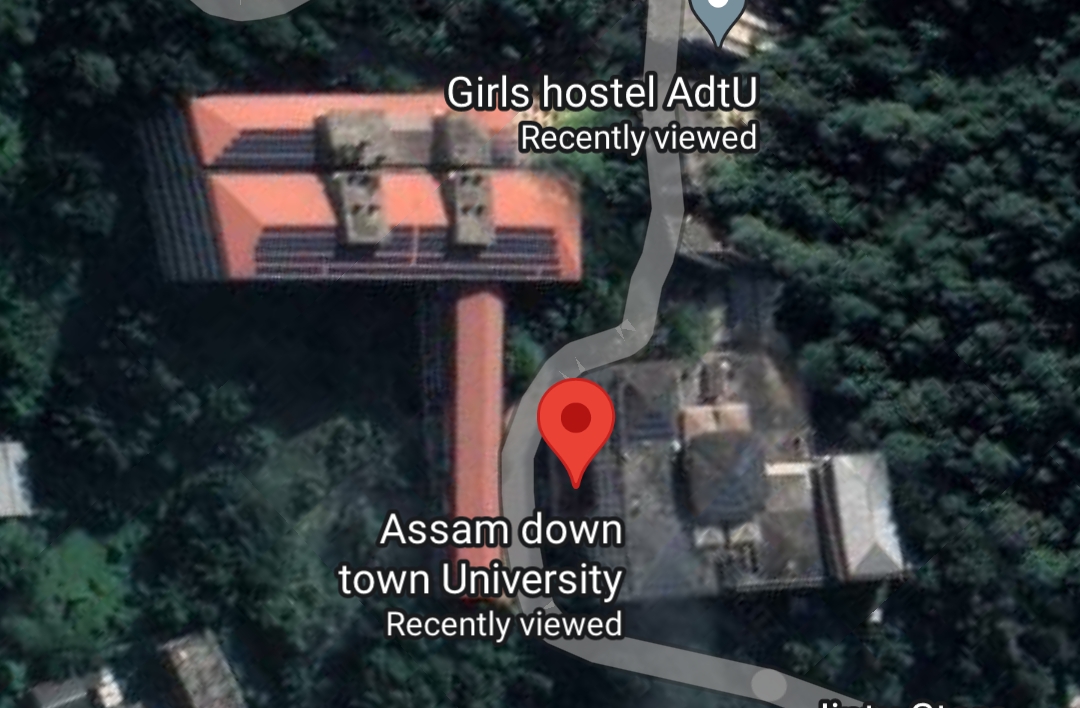 Girls hostel AdtU
Recently viewed
Assam down
town University
Recently viewed